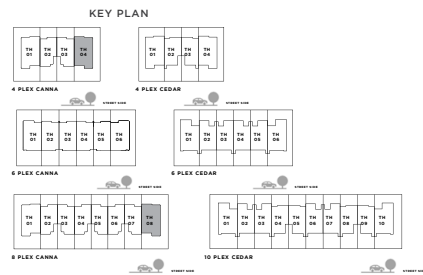 KEY PLAN
TH 01 TH 02 TH 03 TH 04
TH 01 TH 02 TH 03 TH 04
4 PLEX CANNA
4 PLEX CEDAR
STREET SIDE
STREET SIDE
TH 01 TH 02 TH 03 TH 04 TH 05 TH 06
TH 01 TH 02 TH 03 TH 04 TH 05 TH 06
6 PLEX CANNA
6 PLEX CEDAR
STREET SIDE
STREET SIDE
TH 01 TH 02 TH 03 TH 04 TH 05 TH 06 TH 07 TH 08
TH 01 TH 02 TH 03 TH 04 TH 05 TH 06 TH 07 TH 08 TH 09 TH 10
8 PLEX CANNA
10 PLEX CEDAR
STREET SIDE
STREET SID